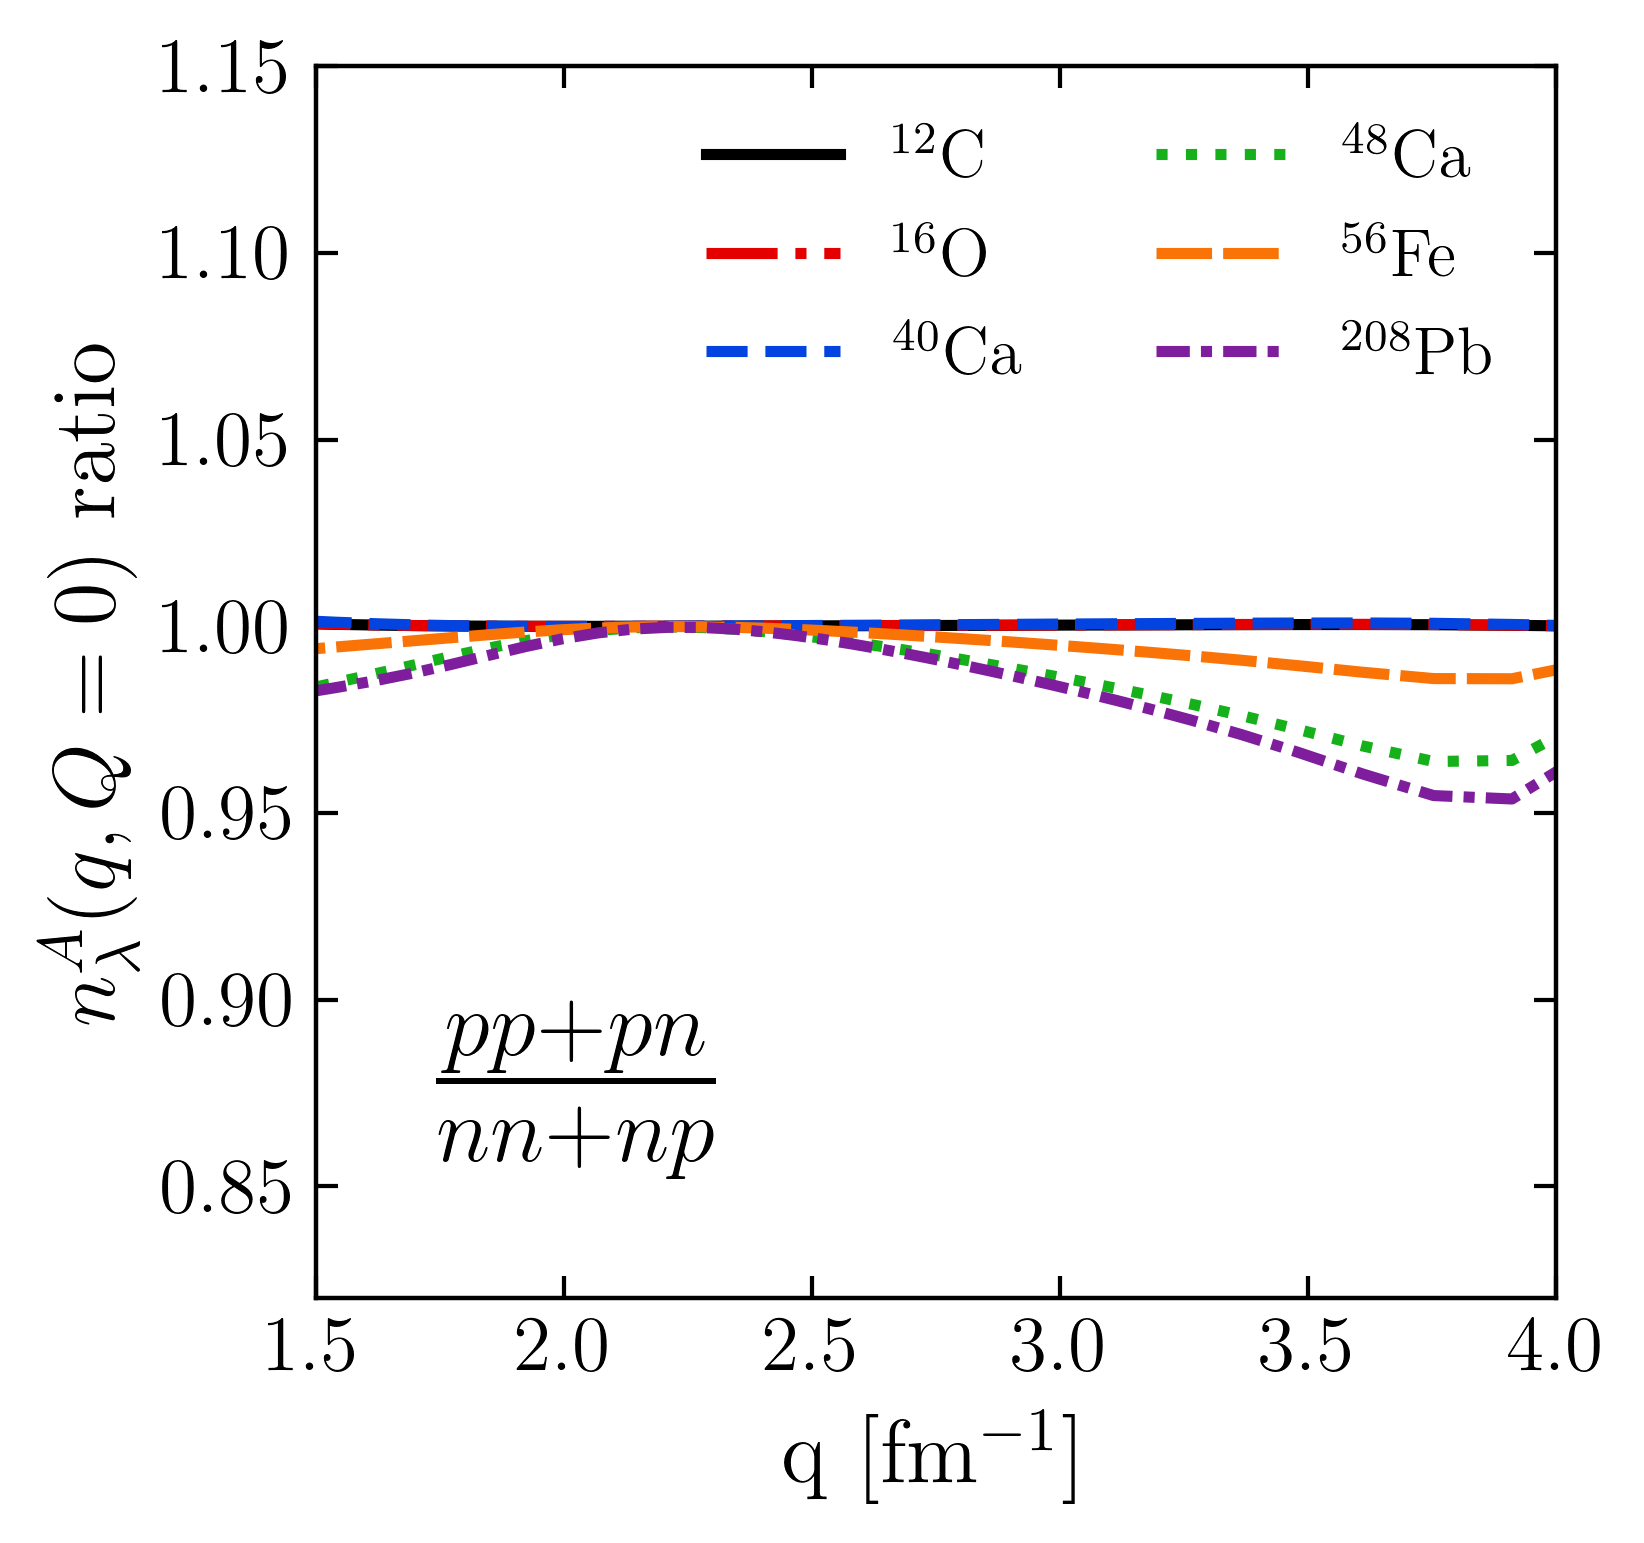 1.15
1.10
1.05
1.00
0.95
0.90
0.85
n_λ^A(q, Q = 0) ratio
¹²C
¹⁶O
⁴⁰Ca
⁴⁸Ca
⁵⁶Fe
²⁰⁸Pb
pp+pn
nn+np
1.5 2.0 2.5 3.0 3.5 4.0
q [fm⁻¹]